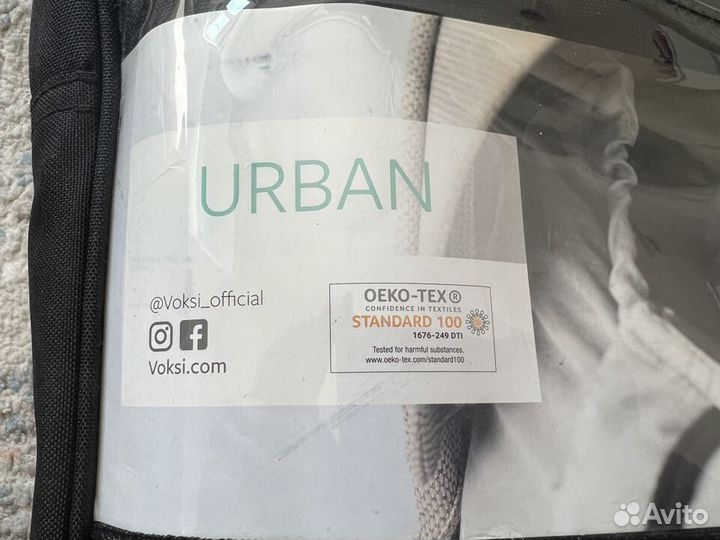 URBAN
@Voksi_official
Voksi.com
OEKO-TEX®
CONFIDENCE IN TEXTILES
STANDARD 100
1676-249 DTI
Tested for harmful substances.
www.oeko-tex.com/standard100
Avito